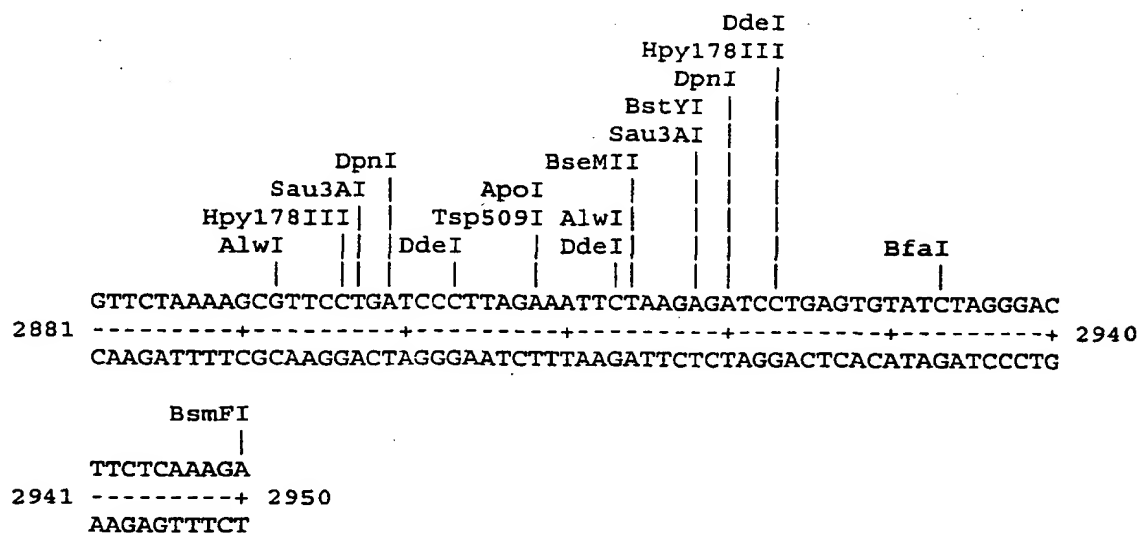 DdeI
Hpy178III
DpnI
BstYI
Sau3AI
DpnI BseMII
Sau3AI ApoI
Hpy178III Tsp509I AlwI
AlwI DdeI DdeI BfaI
GTTCTAAAAGCGTTCCTGATCCCTTAGAAATTCTAAGAGATCCTGAGTGTATCTAGGGAC
2881 ---------+---------+---------+---------+---------+---------+ 2940
CAAGATTTTCGCAAGGACTAGGGAATCTTTAAGATTCTCTAGGACTCACATAGATCCCTG
BsmFI
TTCTCAAAGA
2941 ---------+ 2950
AAGAGTTTCT